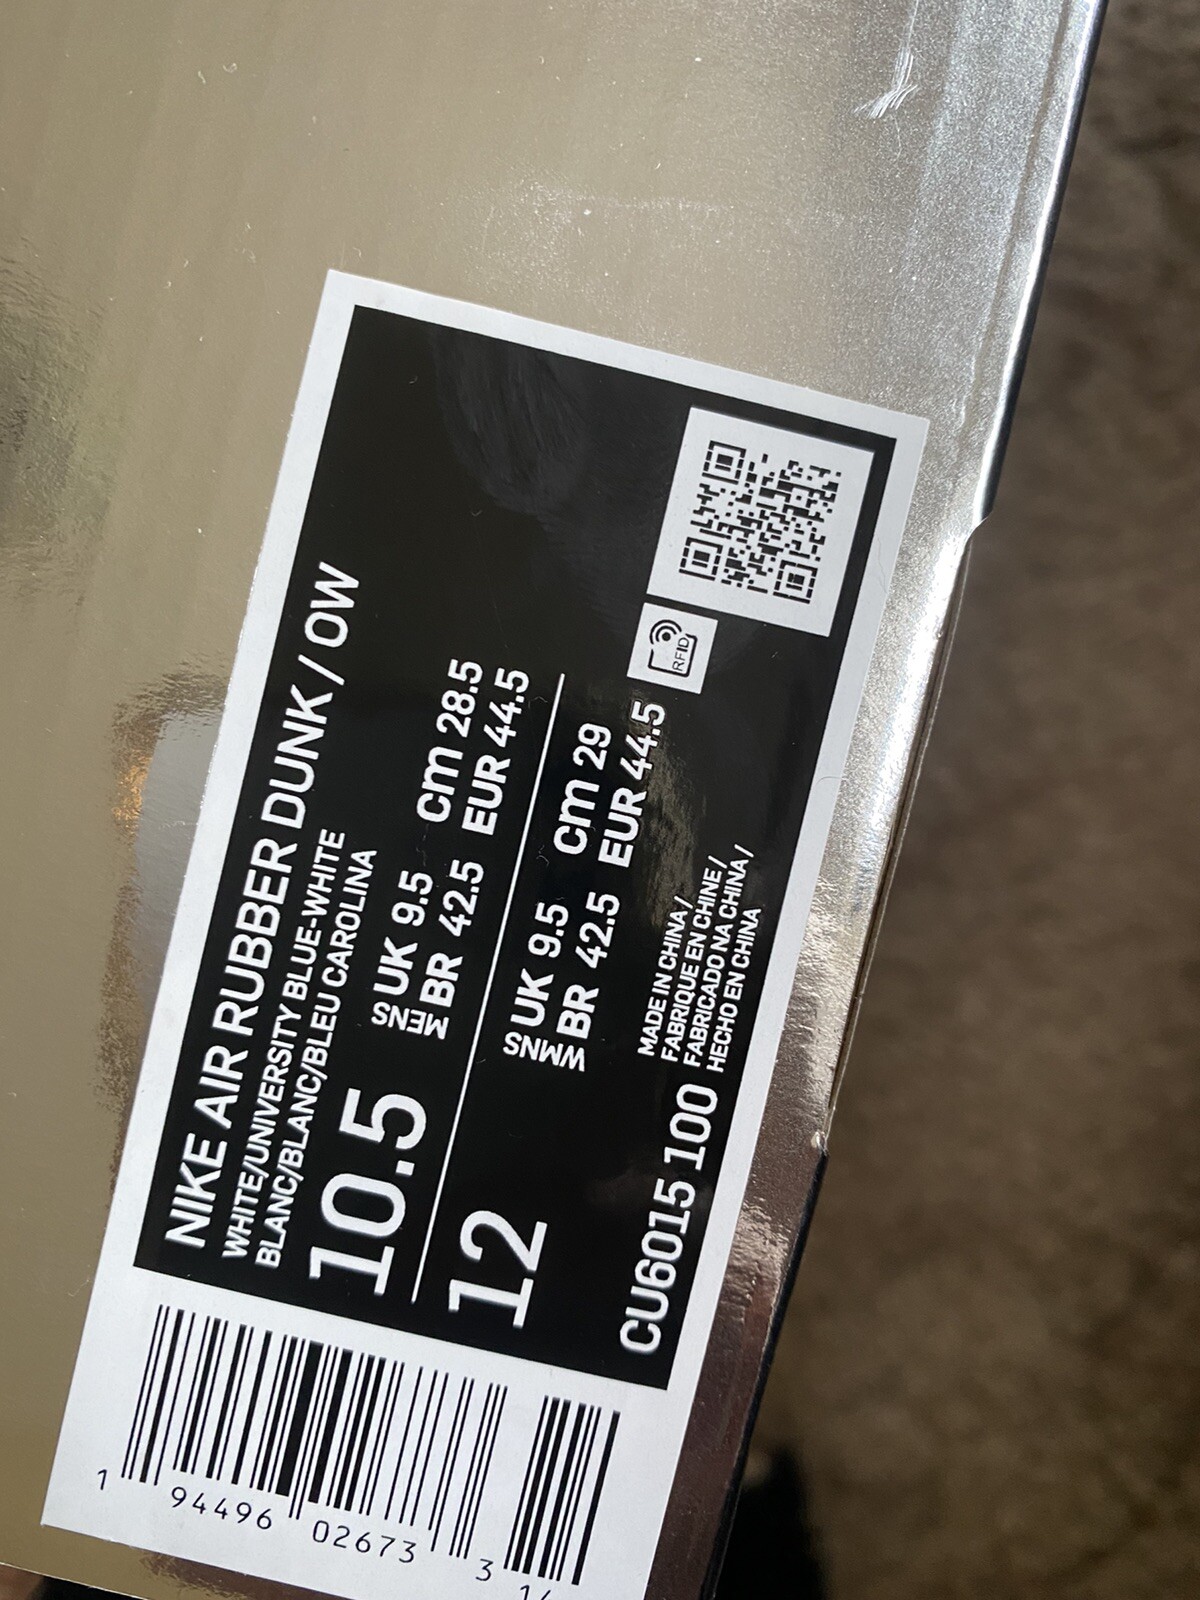 NIKE AIR RUBBER DUNK / OW
WHITE/UNIVERSITY BLUE-WHITE
BLANC/BLANC/BLEU CAROLINA
10.5
MENS
UK 9.5 cm 28.5
BR 42.5 EUR 44.5
12
WMNS
UK 9.5 cm 29
BR 42.5 EUR 44.5
RFID
CU6015 100
MADE IN CHINA /
FABRIQUE EN CHINE /
FABRICADO NA CHINA /
HECHO EN CHINA
1 94496 02673 3